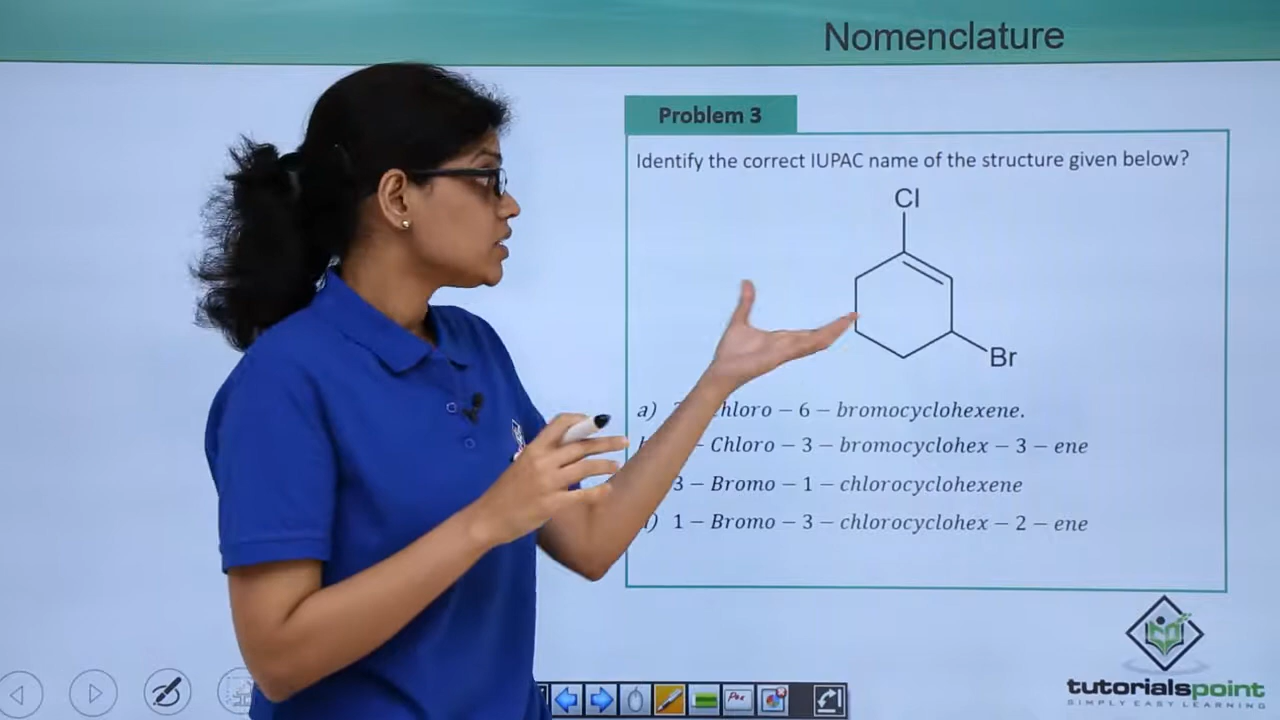 Nomenclature
Problem 3
Identify the correct IUPAC name of the structure given below?
Cl
Br
a) hloro − 6 − bromocyclohexene.
− Chloro − 3 − bromocyclohex − 3 − ene
3 − Bromo − 1 − chlorocyclohexene
) 1 − Bromo − 3 − chlorocyclohex − 2 − ene
tutorialspoint
SIMPLY EASY LEARNING